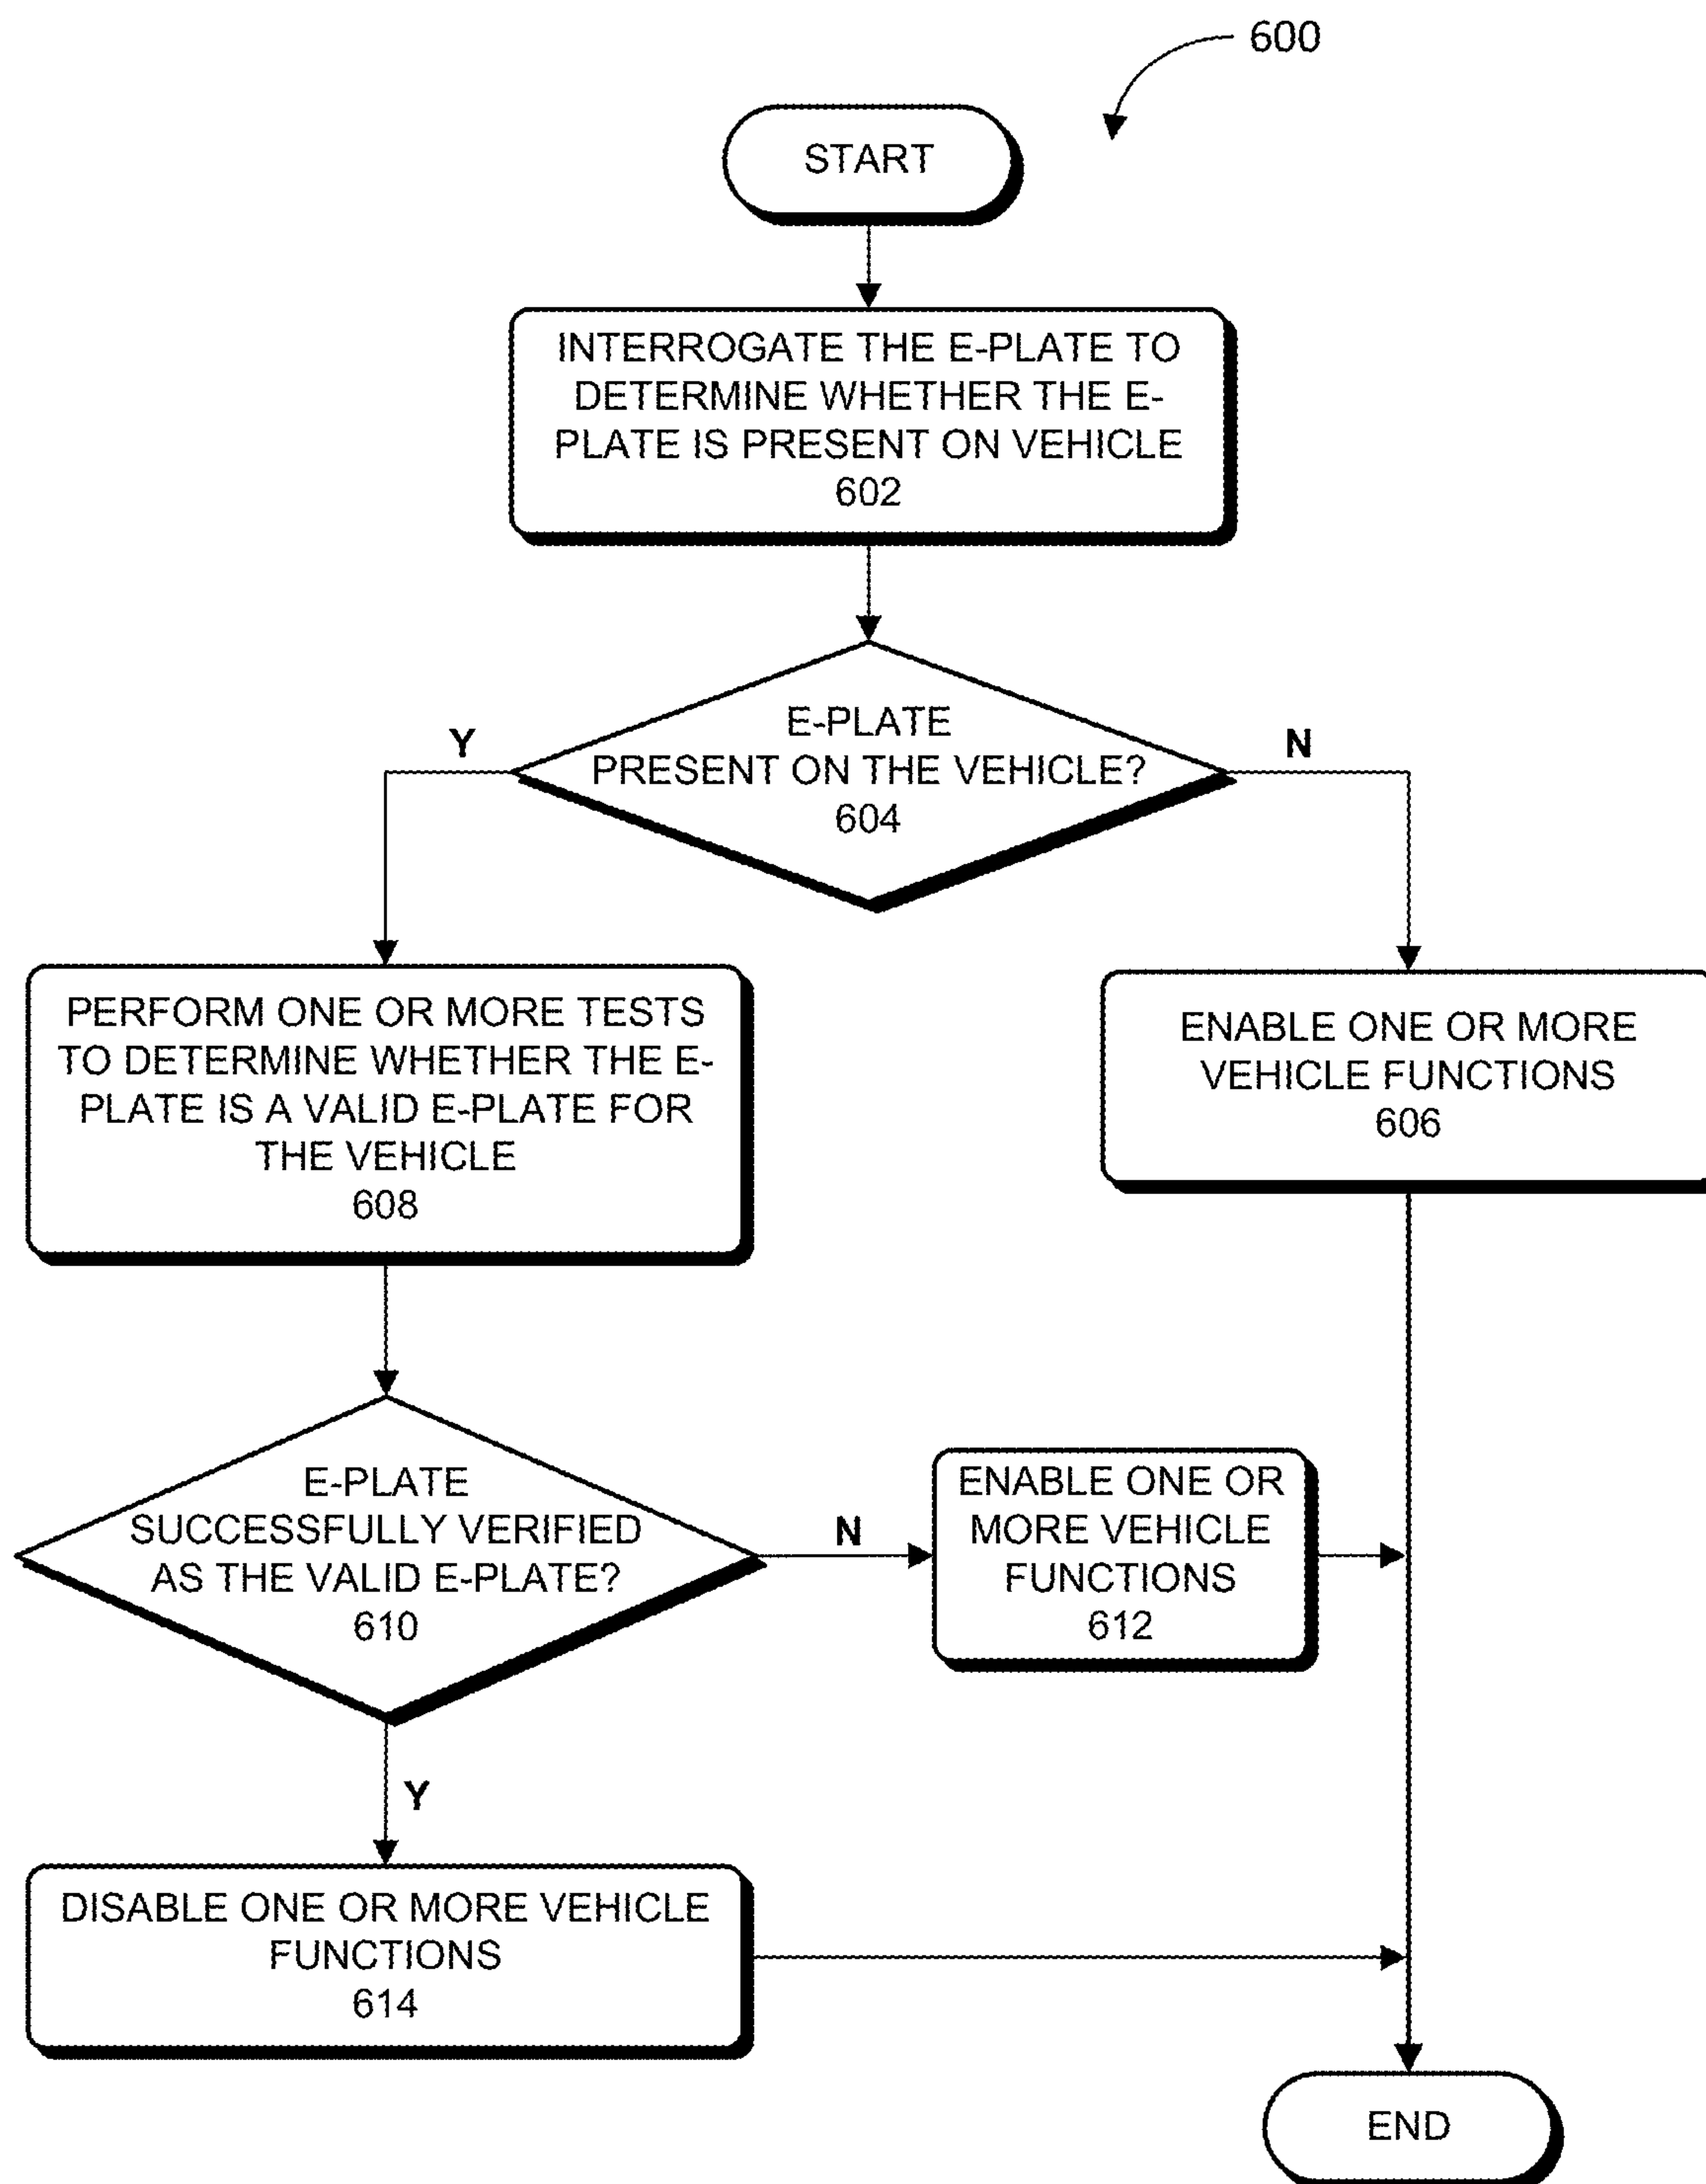 600
START
INTERROGATE THE E-PLATE TO
DETERMINE WHETHER THE E-
PLATE IS PRESENT ON VEHICLE
602
E-PLATE
PRESENT ON THE VEHICLE?
604
Y
N
PERFORM ONE OR MORE TESTS
TO DETERMINE WHETHER THE E-
PLATE IS A VALID E-PLATE FOR
THE VEHICLE
608
ENABLE ONE OR MORE
VEHICLE FUNCTIONS
606
E-PLATE
SUCCESSFULLY VERIFIED
AS THE VALID E-PLATE?
610
N
ENABLE ONE OR
MORE VEHICLE
FUNCTIONS
612
Y
DISABLE ONE OR MORE VEHICLE
FUNCTIONS
614
END